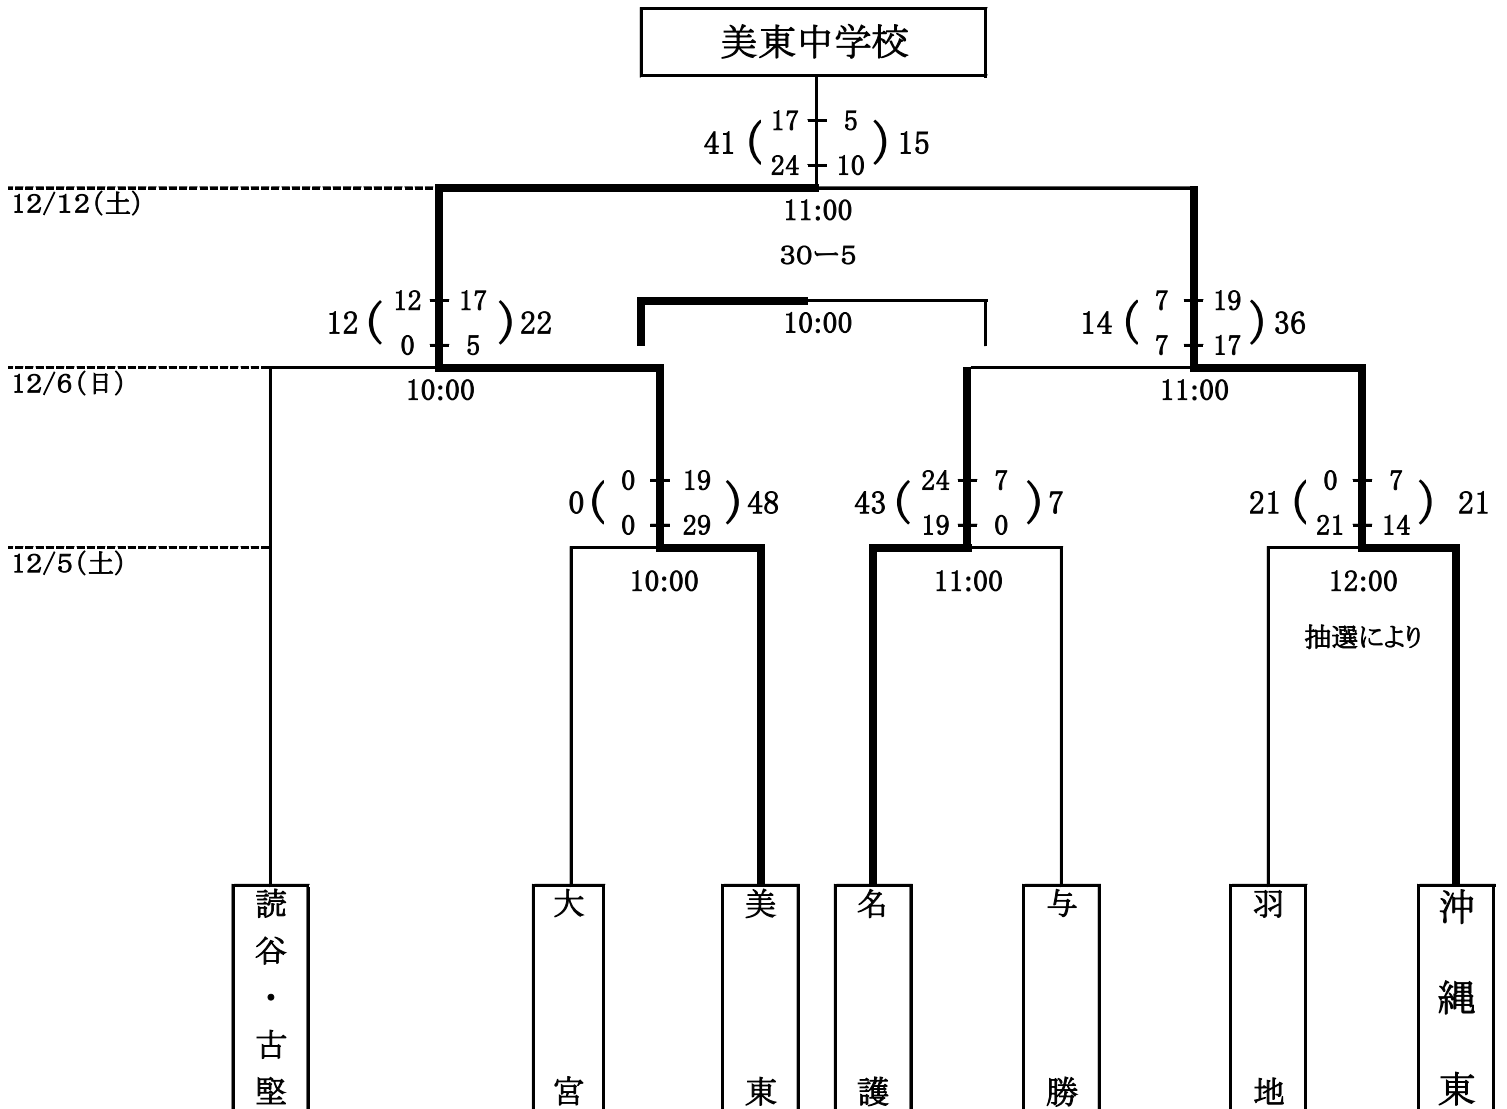 美東中学校
17 5
41 ( ) 15
24 10
12/12(土)
11:00
30ー5
12 17 7 19
12 ( ) 22 10:00 14 ( ) 36
0 5 7 17
12/6(日)
10:00 11:00
0 19 24 7 0 7
0 ( ) 48 43 ( ) 7 21 ( ) 21
0 29 19 0 21 14
12/5(土)
10:00 11:00 12:00
抽選により
読谷・古堅
大宮
美東
名護
与勝
羽地
沖縄東